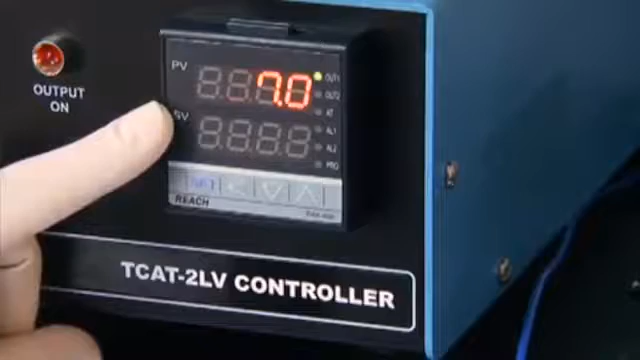 PV
7.0
OUT1
OUT2
AT
AL1
AL2
PRO
SV
SET
REACH
OUTPUT
ON
TCAT-2LV CONTROLLER